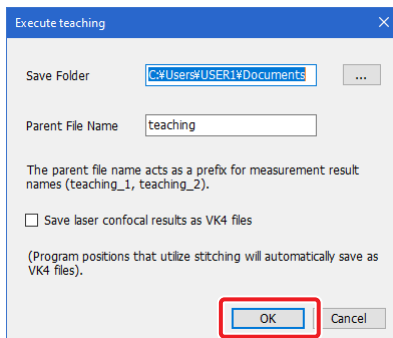 Execute teaching
Save Folder C:¥Users¥USER1¥Documents ...
Parent File Name teaching
The parent file name acts as a prefix for measurement result
names (teaching_1, teaching_2).
Save laser confocal results as VK4 files
(Program positions that utilize stitching will automatically save as
VK4 files).
OK Cancel